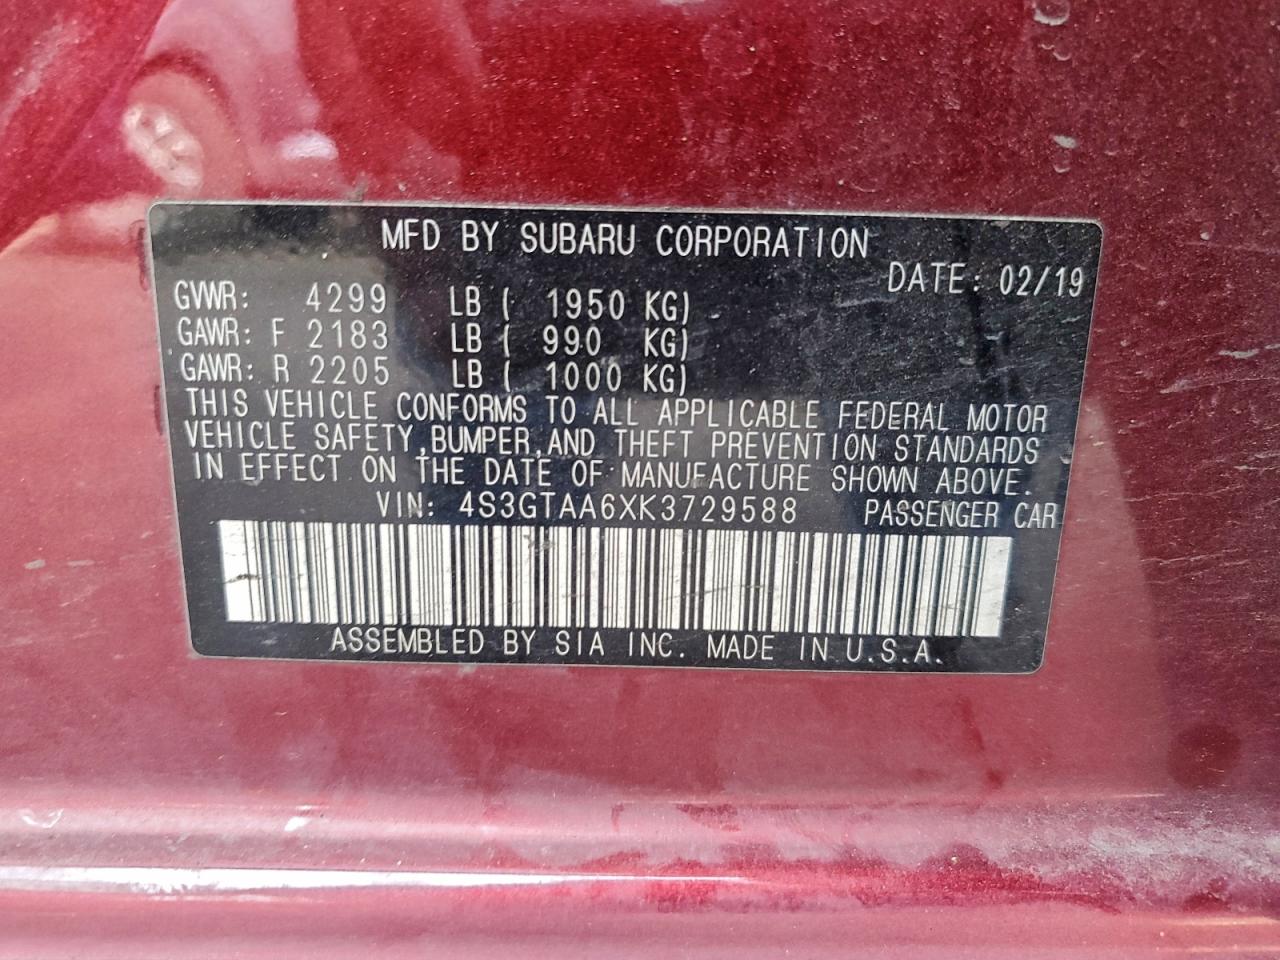 MFD BY SUBARU CORPORATION
DATE: 02/19
GVWR: 4299 LB ( 1950 KG)
GAWR: F 2183 LB ( 990 KG)
GAWR: R 2205 LB ( 1000 KG)
THIS VEHICLE CONFORMS TO ALL APPLICABLE FEDERAL MOTOR
VEHICLE SAFETY,BUMPER,AND THEFT PREVENTION STANDARDS
IN EFFECT ON THE DATE OF MANUFACTURE SHOWN ABOVE.
VIN: 4S3GTAA6XK3729588 PASSENGER CAR
ASSEMBLED BY SIA INC. MADE IN U.S.A.